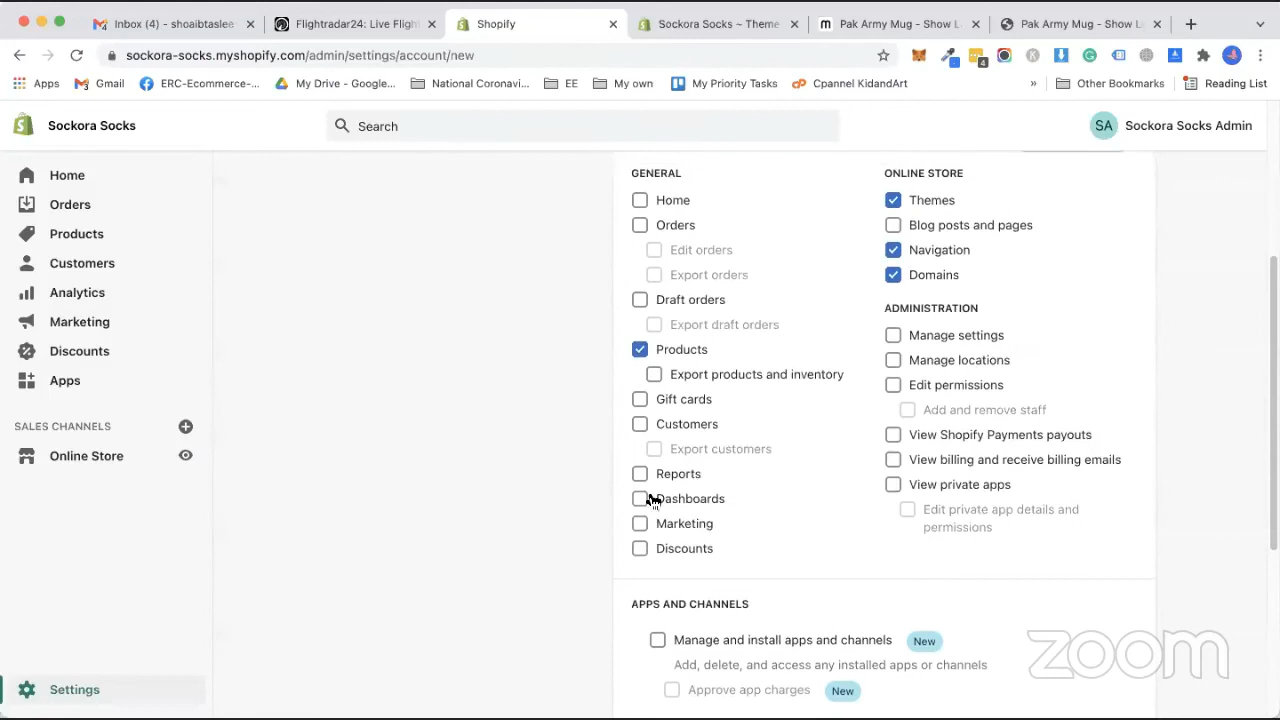 Inbox (4) - shoaibtaslee
Flightradar24: Live Fligh
Shopify
Sockora Socks ~ Theme
Pak Army Mug - Show L
Pak Army Mug - Show L
sockora-socks.myshopify.com/admin/settings/account/new
Apps
Gmail
ERC-Ecommerce-...
My Drive - Google...
National Coronavi...
EE
My own
My Priority Tasks
Cpannel KidandArt
»
Other Bookmarks
Reading List
Sockora Socks
Search
SA
Sockora Socks Admin
Home
Orders
Products
Customers
Analytics
Marketing
Discounts
Apps
SALES CHANNELS
Online Store
Settings
GENERAL
Home
Orders
Edit orders
Export orders
Draft orders
Export draft orders
Products
Export products and inventory
Gift cards
Customers
Export customers
Reports
Dashboards
Marketing
Discounts
ONLINE STORE
Themes
Blog posts and pages
Navigation
Domains
ADMINISTRATION
Manage settings
Manage locations
Edit permissions
Add and remove staff
View Shopify Payments payouts
View billing and receive billing emails
View private apps
Edit private app details and
permissions
APPS AND CHANNELS
Manage and install apps and channels New
Add, delete, and access any installed apps or channels
Approve app charges New
zoom